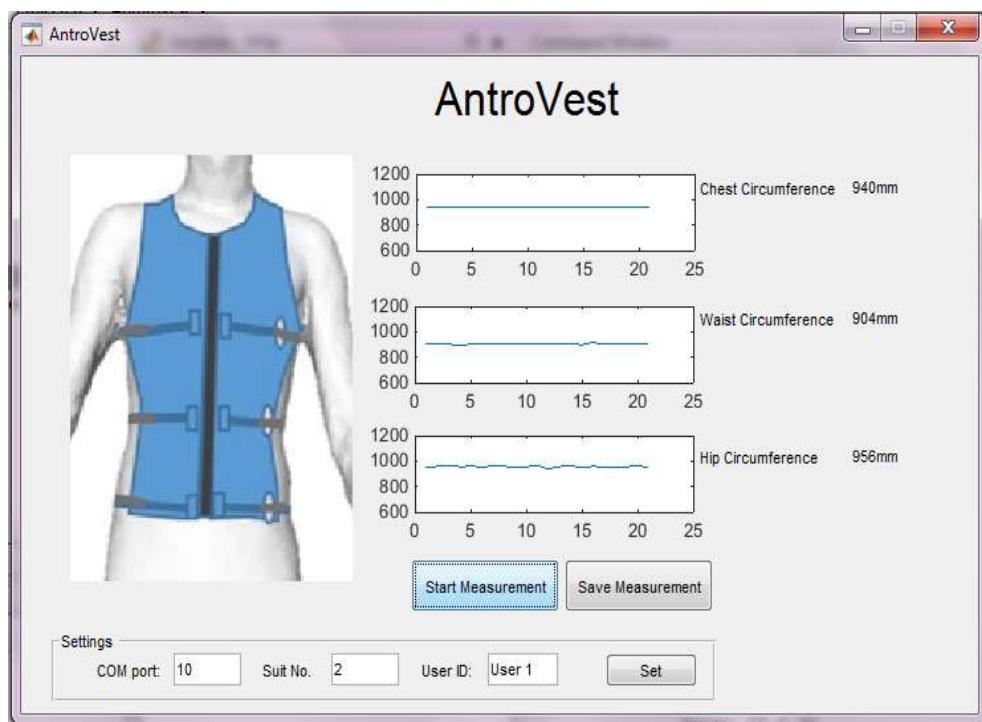 AntroVest
AntroVest
1200
1000
800
600
0 5 10 15 20 25
Chest Circumference 940mm
1200
1000
800
600
0 5 10 15 20 25
Waist Circumference 904mm
1200
1000
800
600
0 5 10 15 20 25
Hip Circumference 956mm
Start Measurement Save Measurement
Settings
COM port: 10 Suit No. 2 User ID: User 1 Set